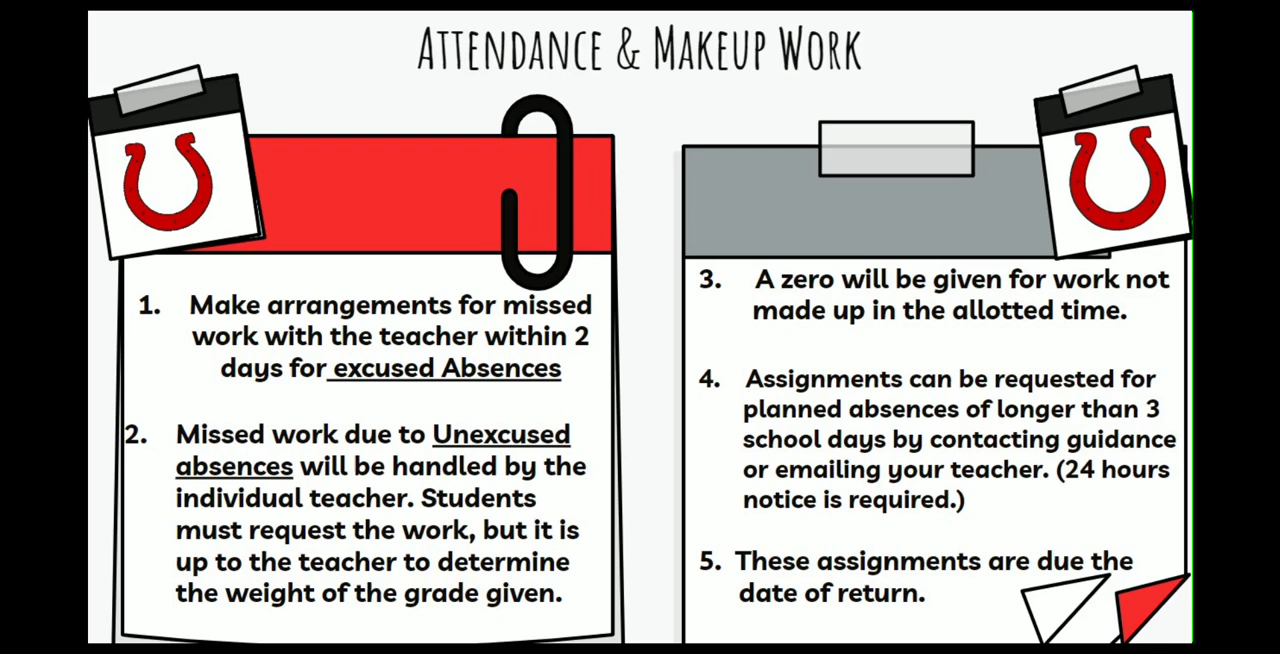 ATTENDANCE & MAKEUP WORK
1. Make arrangements for missed
work with the teacher within 2
days for excused Absences
2. Missed work due to Unexcused
absences will be handled by the
individual teacher. Students
must request the work, but it is
up to the teacher to determine
the weight of the grade given.
3. A zero will be given for work not
made up in the allotted time.
4. Assignments can be requested for
planned absences of longer than 3
school days by contacting guidance
or emailing your teacher. (24 hours
notice is required.)
5. These assignments are due the
date of return.